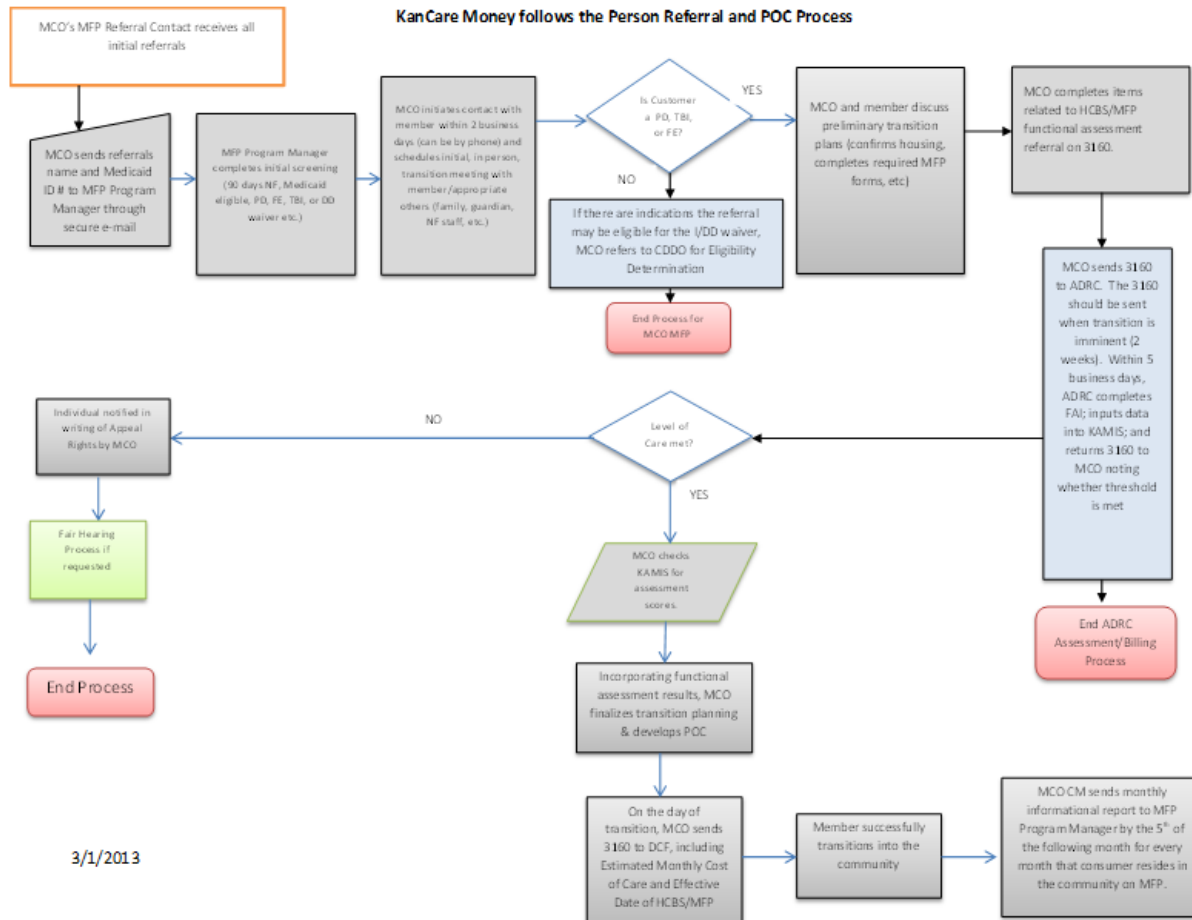 KanCare Money follows the Person Referral and POC Process
MCO's MFP Referral Contact receives all
initial referrals
MCO sends referrals
name and Medicaid
ID # to MFP Program
Manager through
secure e-mail
MFP Program Manager
completes initial screening
(90 days NF, Medicaid
eligible, PD, FE, TBI, or DD
waiver etc.)
MCO initiates contact with
member within 2 business
days (can be by phone) and
schedules initial, in person,
transition meeting with
member/appropriate
others (family, guardian,
NF staff, etc.)
Is Customer
a PD, TBI,
or FE?
YES
NO
If there are indications the referral
may be eligible for the I/DD waiver,
MCO refers to CDDO for Eligibility
Determination
End Process for
MCO MFP
MCO and member discuss
preliminary transition
plans (confirms housing,
completes required MFP
forms, etc)
MCO completes items
related to HCBS/MFP
functional assessment
referral on 3160.
MCO sends 3160
to ADRC. The 3160
should be sent
when transition is
imminent (2
weeks). Within 5
business days,
ADRC completes
FAI; inputs data
into KAMIS; and
returns 3160 to
MCO noting
whether threshold
is met
End ADRC
Assessment/Billing
Process
Level of
Care met?
NO
YES
Individual notified in
writing of Appeal
Rights by MCO
Fair Hearing
Process if
requested
End Process
MCO checks
KAMIS for
assessment
scores.
Incorporating functional
assessment results, MCO
finalizes transition planning
& develops POC
On the day of
transition, MCO sends
3160 to DCF, including
Estimated Monthly Cost
of Care and Effective
Date of HCBS/MFP
Member successfully
transitions into the
community
MCO CM sends monthly
informational report to MFP
Program Manager by the 5th of
the following month for every
month that consumer resides in
the community on MFP.
3/1/2013